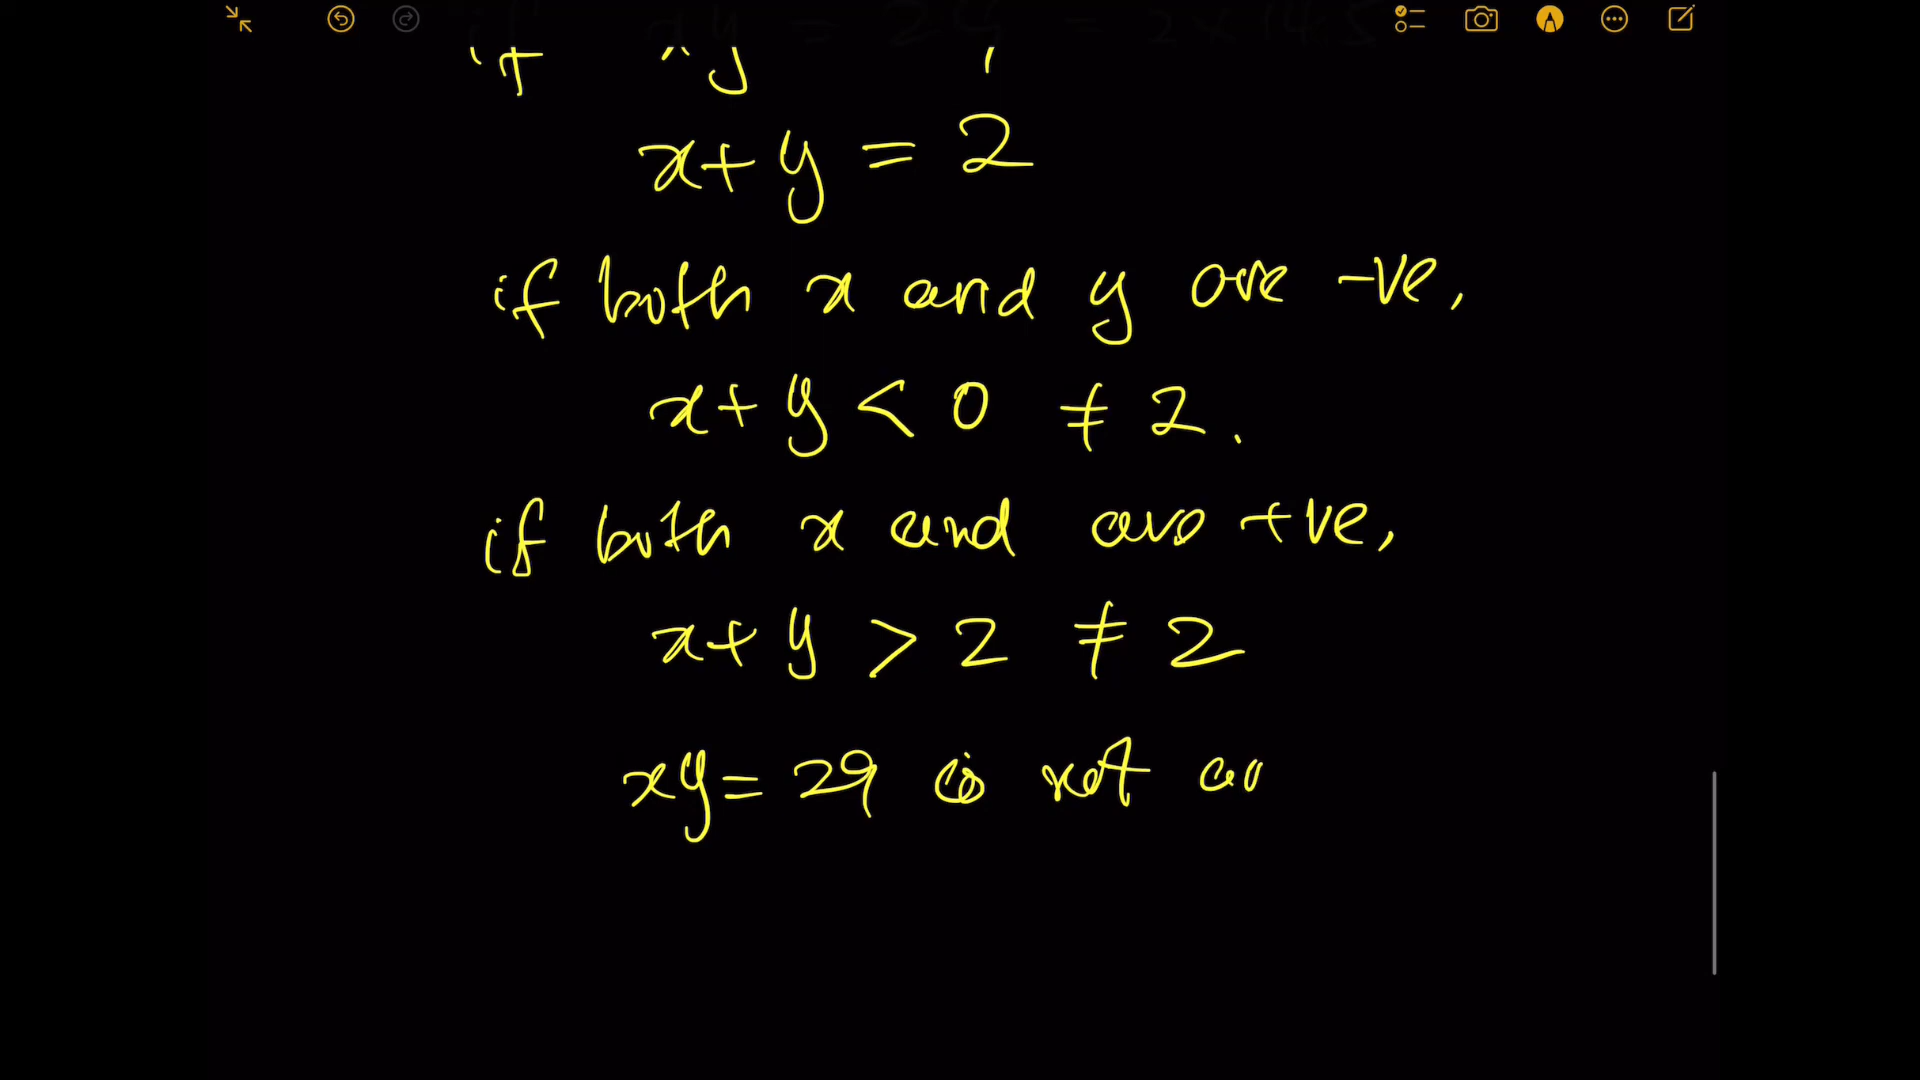 x+y = 2
if both x and y are -ve,
x+y < 0 ≠ 2.
if both x and are +ve,
x+y > 2 ≠ 2
xy = 29 is not